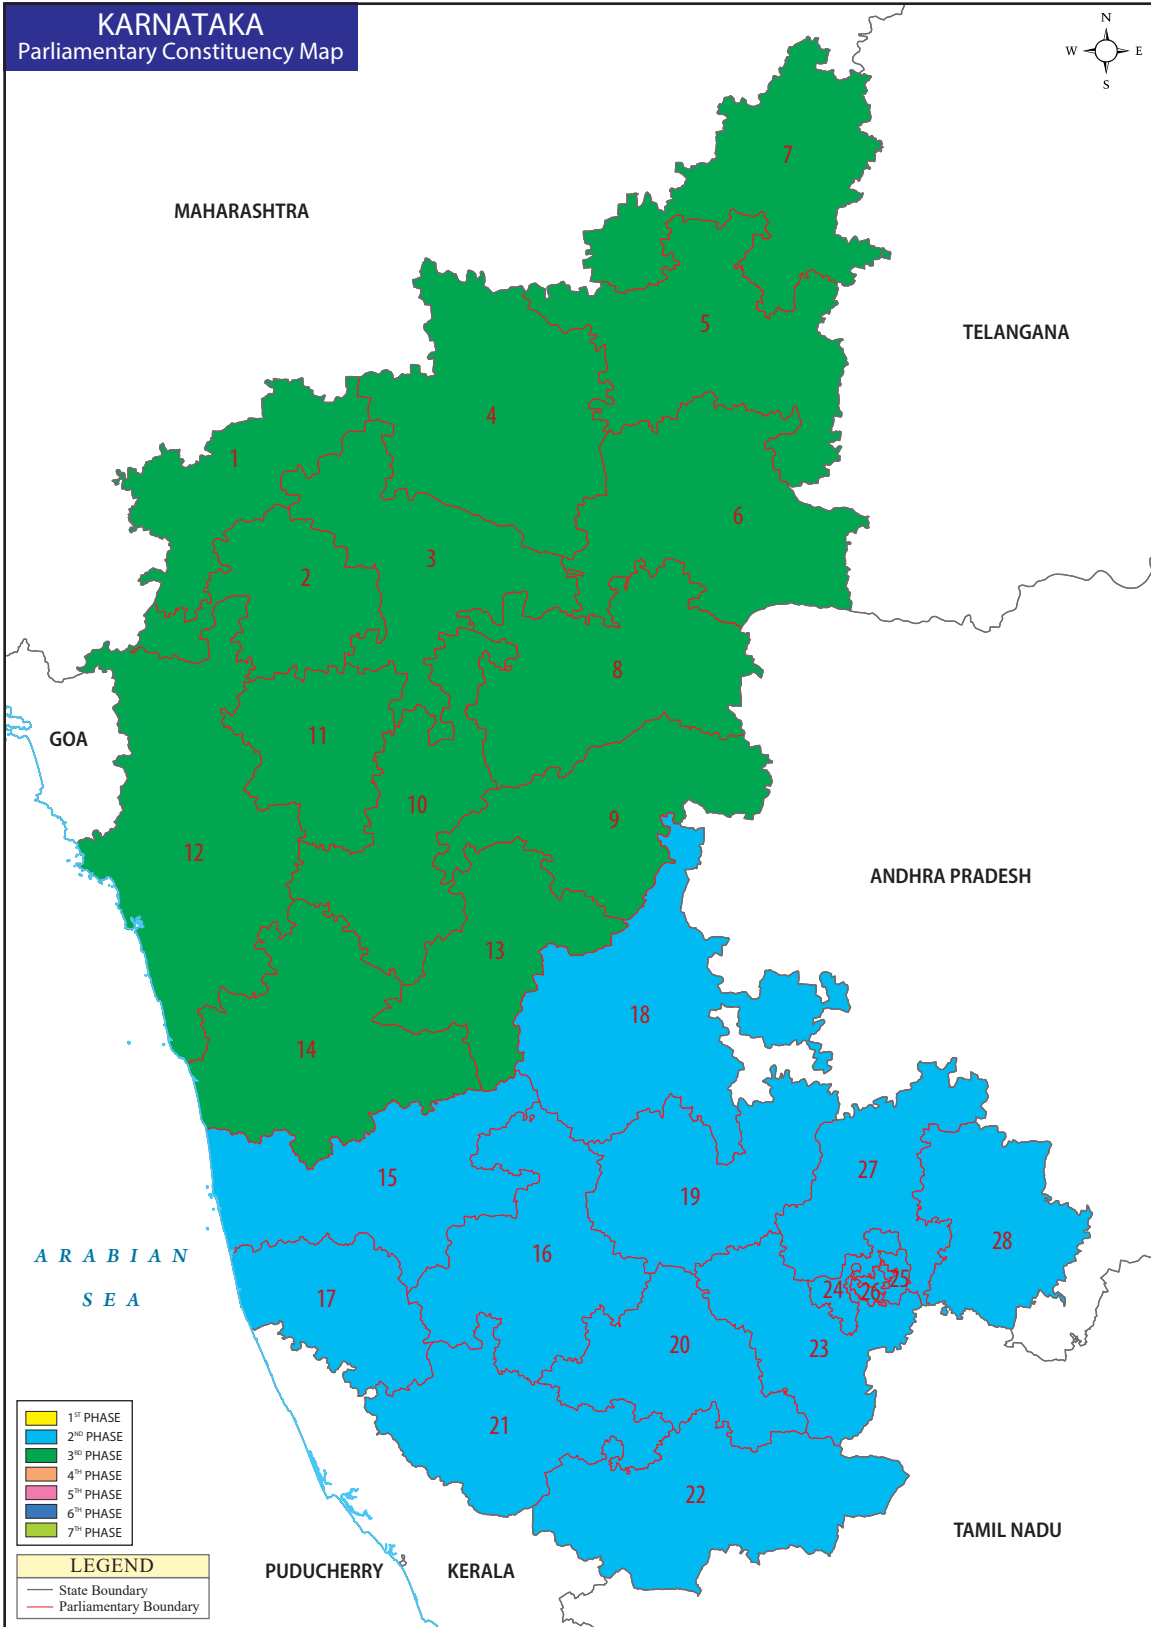 KARNATAKA
Parliamentary Constituency Map
N
W E
S
7
MAHARASHTRA
5
TELANGANA
4
1
6
3
2
8
GOA
11
10
9
12
ANDHRA PRADESH
13
18
14
27
15
19
28
16
ARABIAN
SEA
25
24
26
17
20
23
21
22
1ST PHASE
2ND PHASE
3RD PHASE
4TH PHASE
5TH PHASE
6TH PHASE
7TH PHASE
TAMIL NADU
PUDUCHERRY
KERALA
LEGEND
State Boundary
Parliamentary Boundary